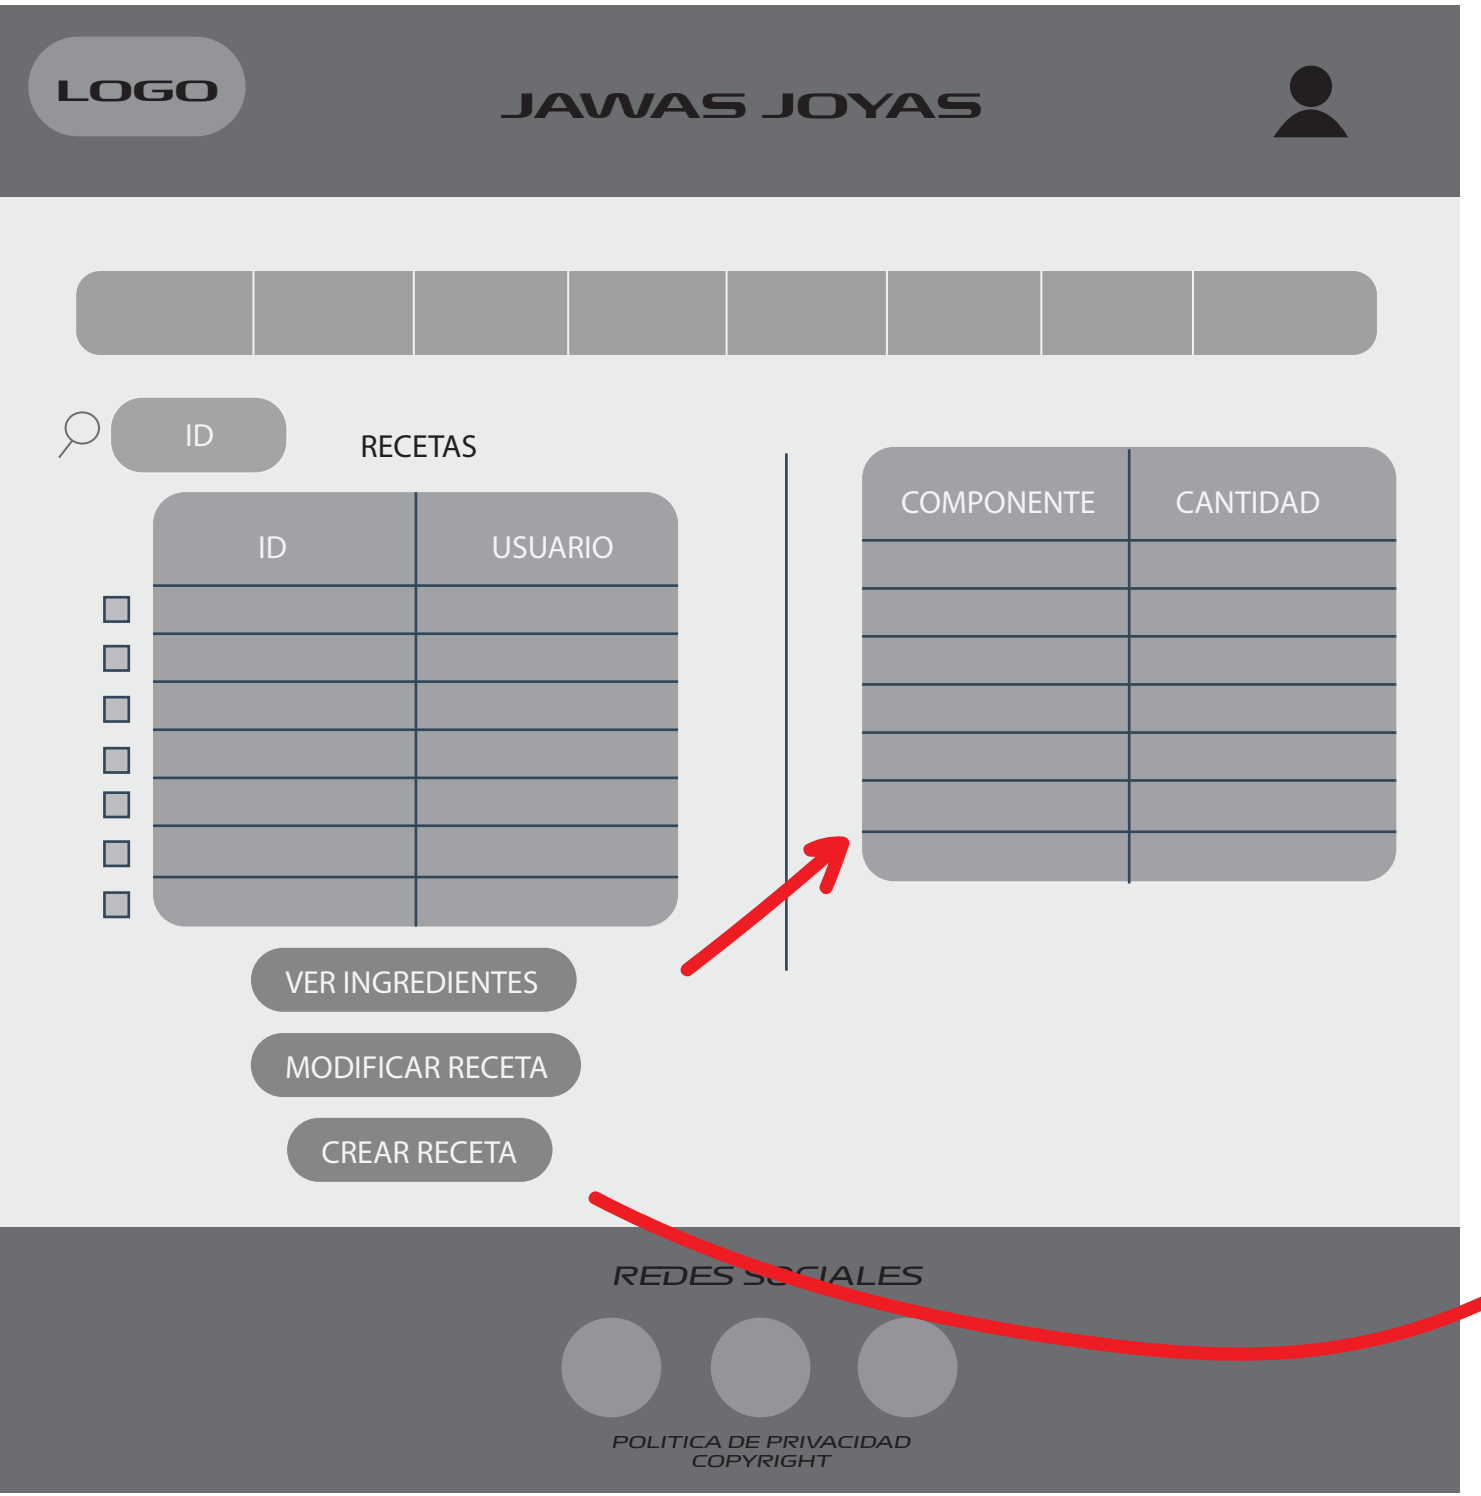 LOGO
JAWAS JOYAS
ID
RECETAS
ID USUARIO
COMPONENTE CANTIDAD
VER INGREDIENTES
MODIFICAR RECETA
CREAR RECETA
REDES SOCIALES
POLITICA DE PRIVACIDAD
COPYRIGHT